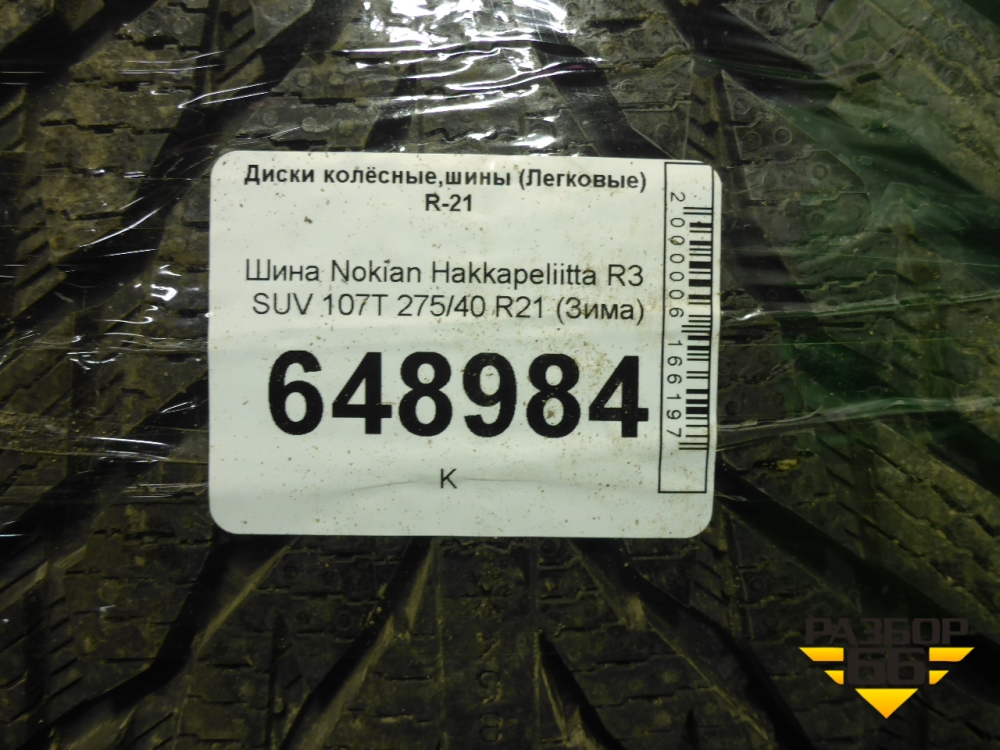 Диски колёсные,шины (Легковые)
R-21
Шина Nokian Hakkapeliitta R3
SUV 107T 275/40 R21 (Зима)
648984
К
2000006166197
РАЗБОР
66